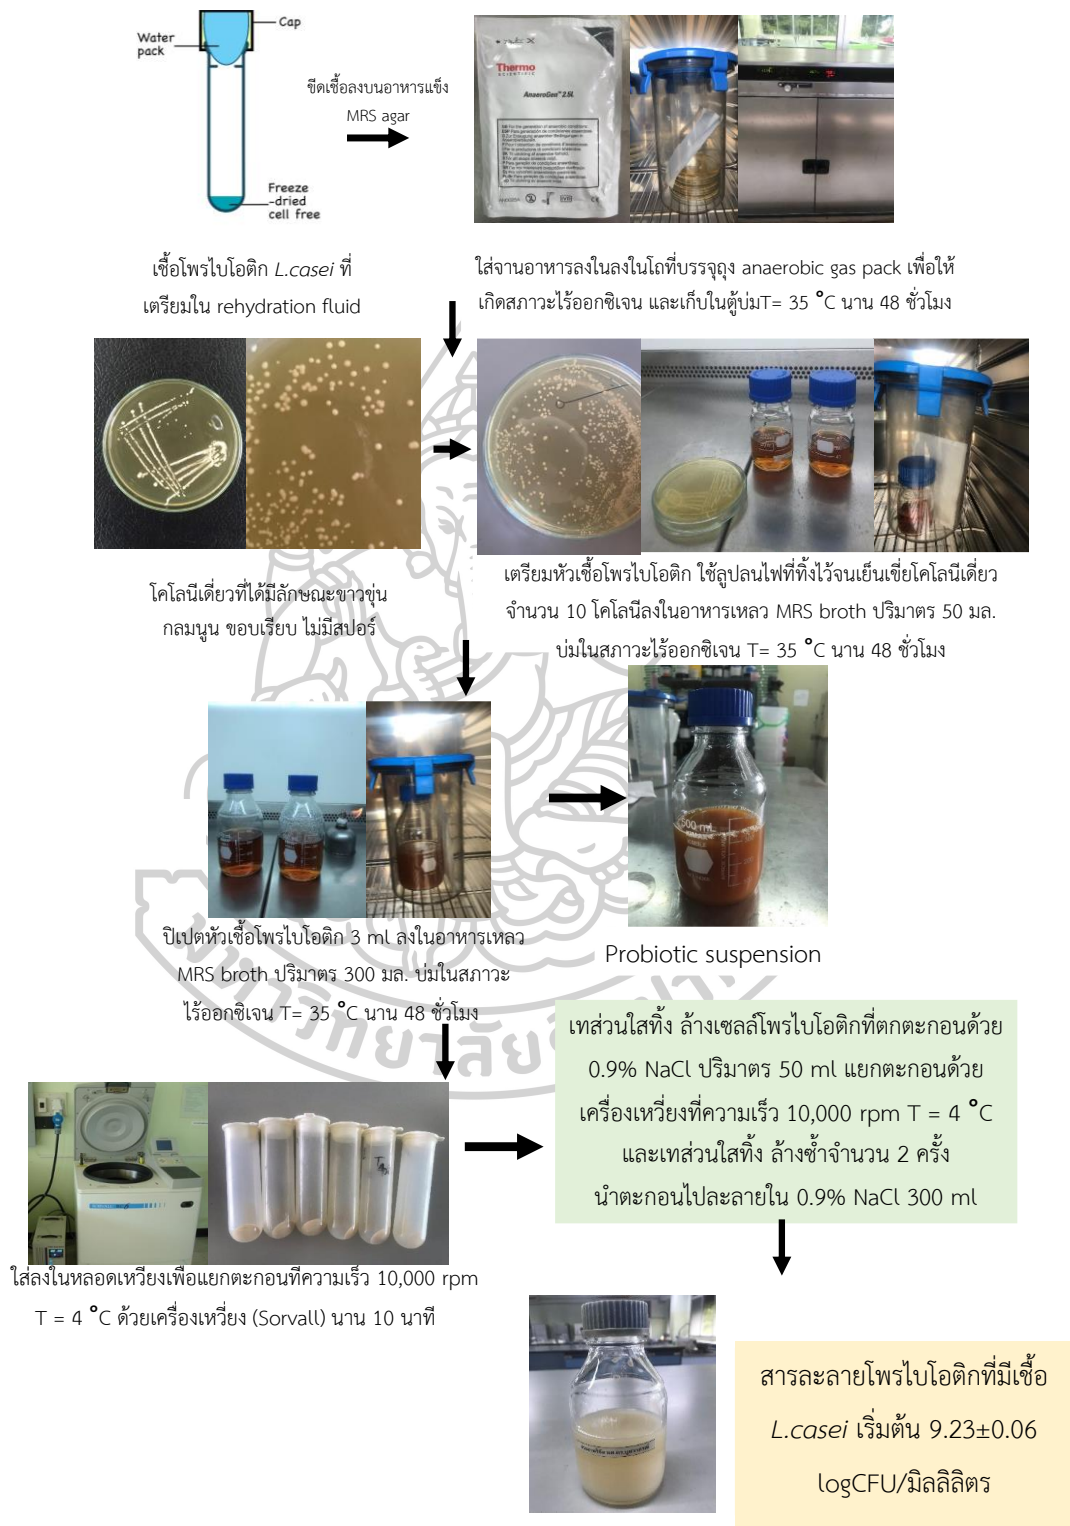 Cap
Water
pack
Freeze
-dried
cell free
ขีดเชื้อลงบนอาหารแข็ง
MRS agar
Thermo
SCIENTIFIC
AnaeroGen™ 2.5L
เชื้อโพรไบโอติก L.casei ที่
เตรียมใน rehydration fluid
ใส่จานอาหารลงในลงในโถที่บรรจุถุง anaerobic gas pack เพื่อให้
เกิดสภาวะไร้ออกซิเจน และเก็บในตู้บ่มT= 35 °C นาน 48 ชั่วโมง
โคโลนีเดี่ยวที่ได้มีลักษณะขาวขุ่น
กลมนูน ขอบเรียบ ไม่มีสปอร์
เตรียมหัวเชื้อโพรไบโอติก ใช้ลูปลนไฟที่ทิ้งไว้จนเย็นเขี่ยโคโลนีเดี่ยว
จำนวน 10 โคโลนีลงในอาหารเหลว MRS broth ปริมาตร 50 มล.
บ่มในสภาวะไร้ออกซิเจน T= 35 °C นาน 48 ชั่วโมง
500 ml
ปิเปตหัวเชื้อโพรไบโอติก 3 ml ลงในอาหารเหลว
MRS broth ปริมาตร 300 มล. บ่มในสภาวะ
ไร้ออกซิเจน T= 35 °C นาน 48 ชั่วโมง
Probiotic suspension
เทส่วนใสทิ้ง ล้างเซลล์โพรไบโอติกที่ตกตะกอนด้วย
0.9% NaCl ปริมาตร 50 ml แยกตะกอนด้วย
เครื่องเหวี่ยงที่ความเร็ว 10,000 rpm T = 4 °C
และเทส่วนใสทิ้ง ล้างซ้ำจำนวน 2 ครั้ง
นำตะกอนไปละลายใน 0.9% NaCl 300 ml
ใส่ลงในหลอดเหวี่ยงเพื่อแยกตะกอนที่ความเร็ว 10,000 rpm
T = 4 °C ด้วยเครื่องเหวี่ยง (Sorvall) นาน 10 นาที
สารละลายโพรไบโอติกที่มีเชื้อ
L.casei เริ่มต้น 9.23±0.06
logCFU/มิลลิลิตร